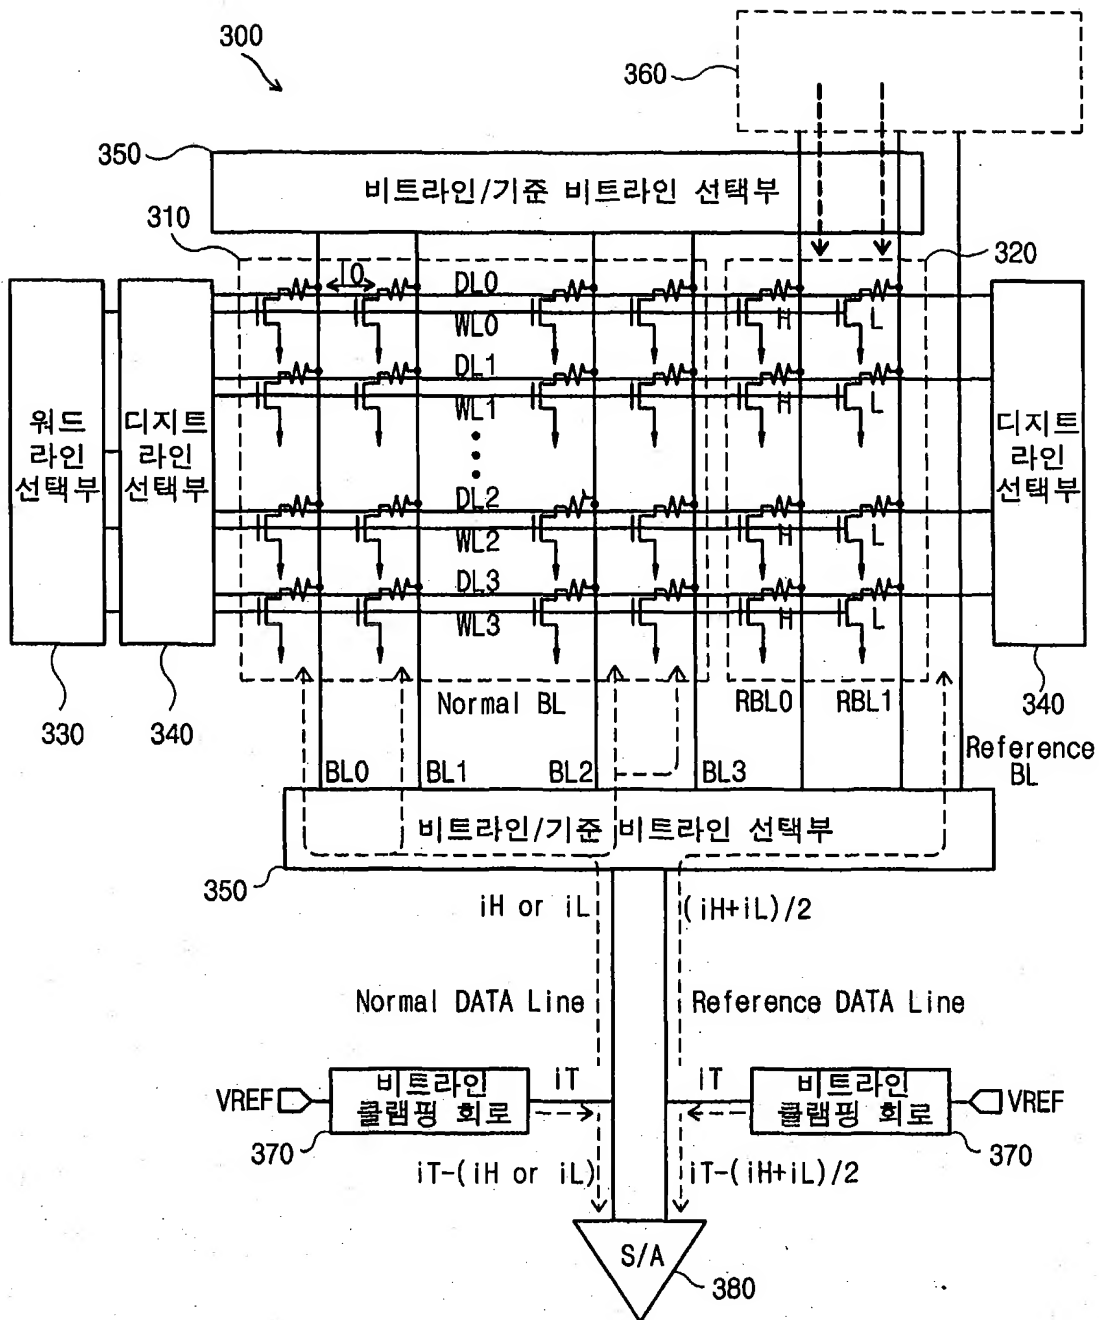 300
360
350
비트라인/기준 비트라인 선택부
310
320
I0
DL0
WL0
H
L
DL1
WL1
H
L
워드
라인
선택부
디지트
라인
선택부
디지트
라인
선택부
DL2
WL2
H
L
DL3
WL3
H
L
330
340
Normal BL
RBL0
RBL1
340
Reference
BL
BL0
BL1
BL2
BL3
비트라인/기준 비트라인 선택부
350
iH or iL
(iH+iL)/2
Normal DATA Line
Reference DATA Line
VREF
비트라인
클램핑 회로
iT
iT
비트라인
클램핑 회로
VREF
370
370
iT-(iH or iL)
iT-(iH+iL)/2
S/A
380